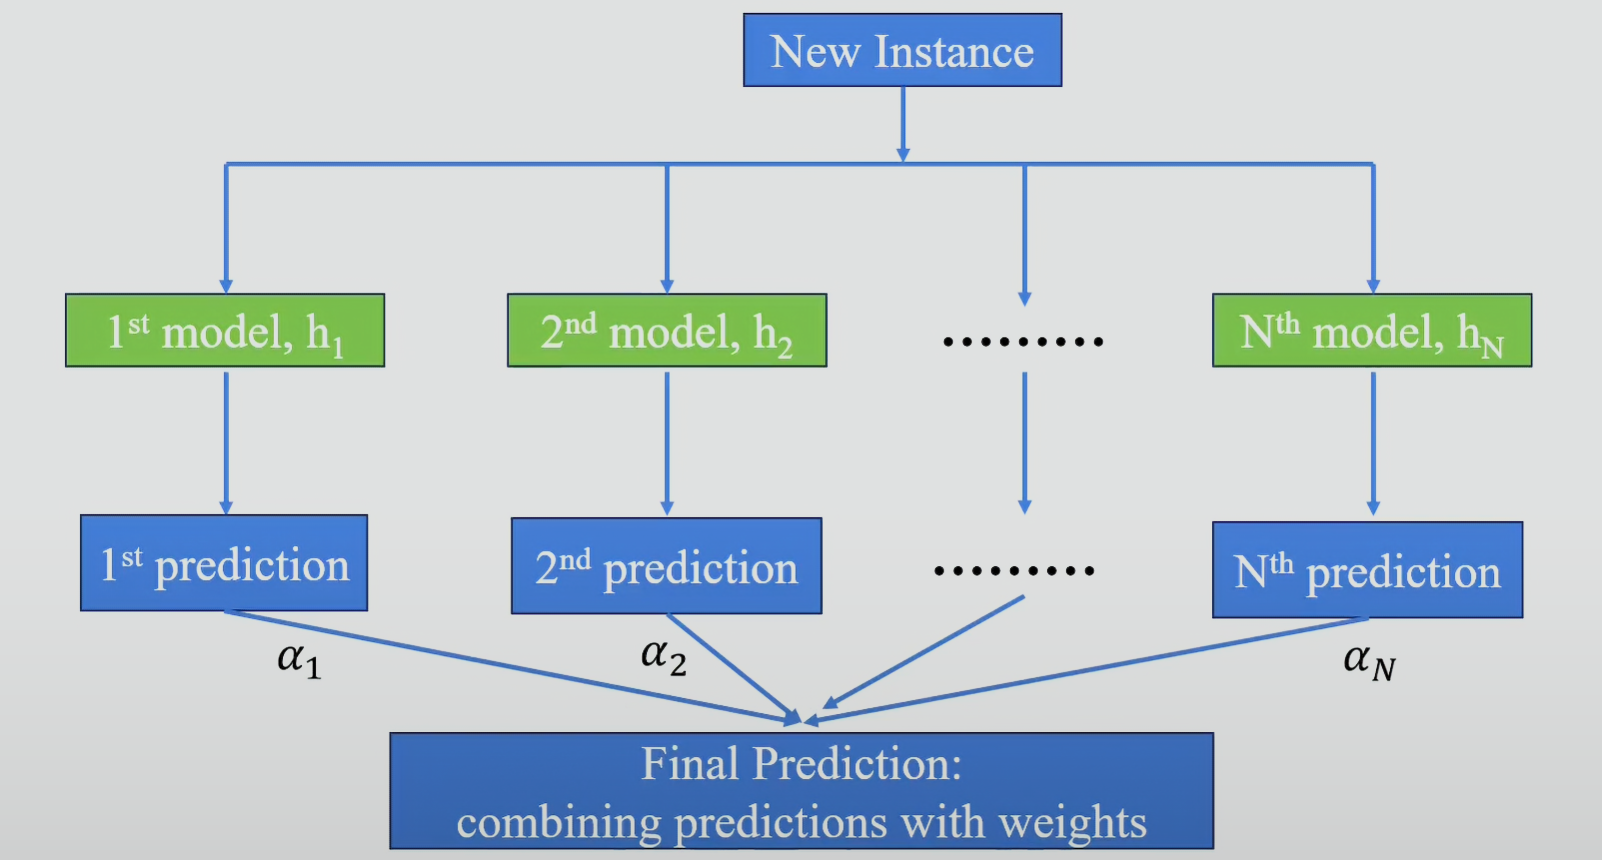 New Instance
1st model, h1
2nd model, h2
.........
Nth model, hN
1st prediction
2nd prediction
.........
Nth prediction
α1
α2
αN
Final Prediction:
combining predictions with weights